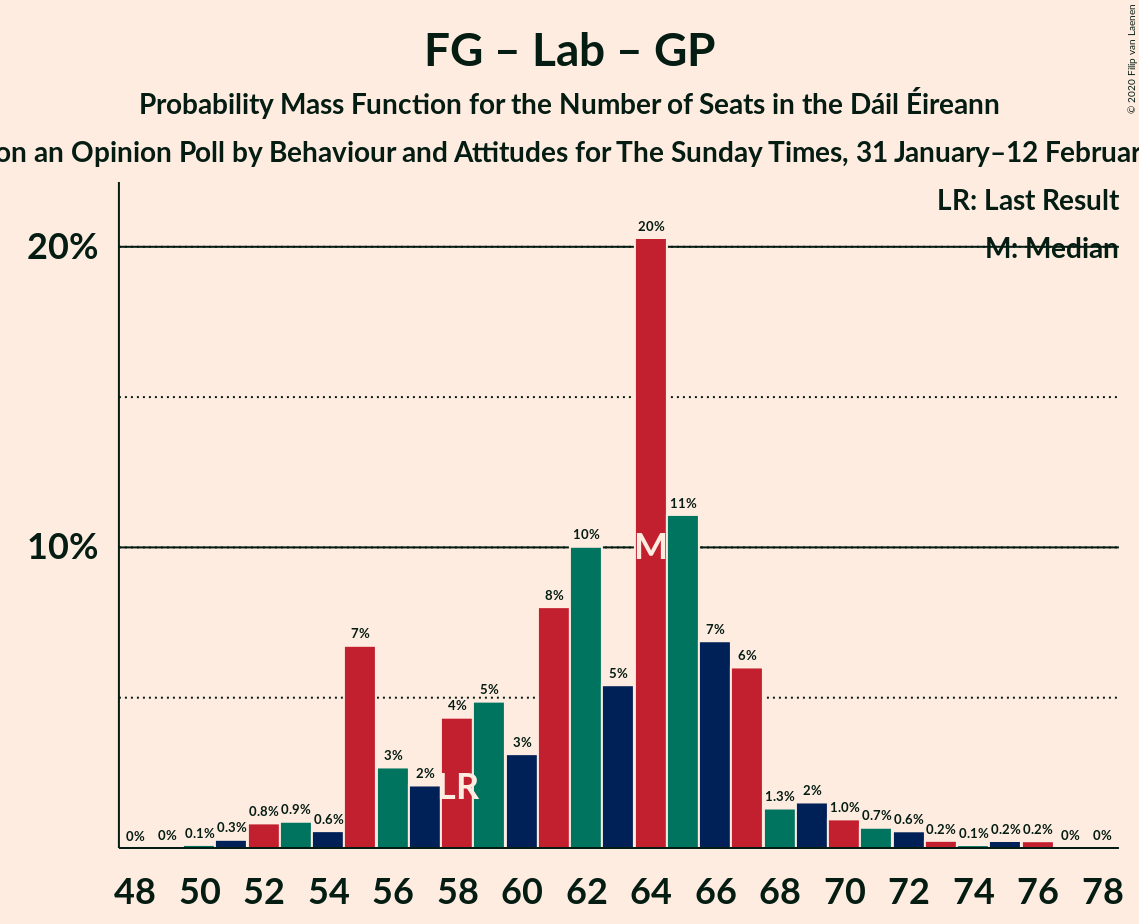 FG – Lab – GP
Probability Mass Function for the Number of Seats in the Dáil Éireann
on an Opinion Poll by Behaviour and Attitudes for The Sunday Times, 31 January–12 Februar
© 2020 Filip van Laenen
LR: Last Result
M: Median
20%
10%
0% 0% 0.1% 0.3% 0.8% 0.9% 0.6% 7% 3% 2% 4% 5% 3% 8% 10% 5% 20% 11% 7% 6% 1.3% 2% 1.0% 0.7% 0.6% 0.2% 0.1% 0.2% 0.2% 0% 0%
LR
M
48 50 52 54 56 58 60 62 64 66 68 70 72 74 76 78